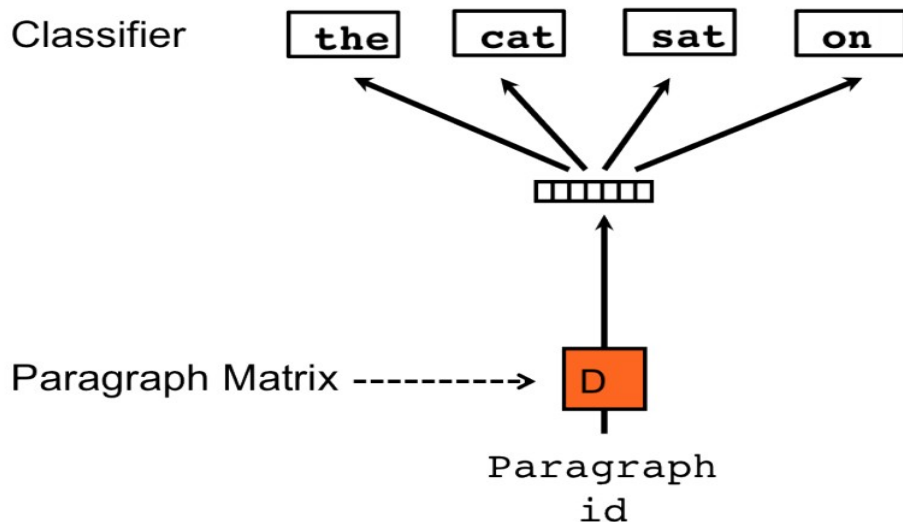 Classifier the cat sat on
Paragraph Matrix D
Paragraph
id